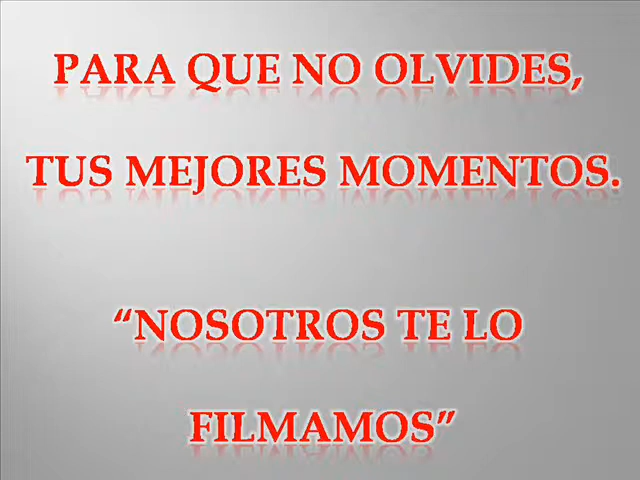 PARA QUE NO OLVIDES,
TUS MEJORES MOMENTOS.
“NOSOTROS TE LO
FILMAMOS”